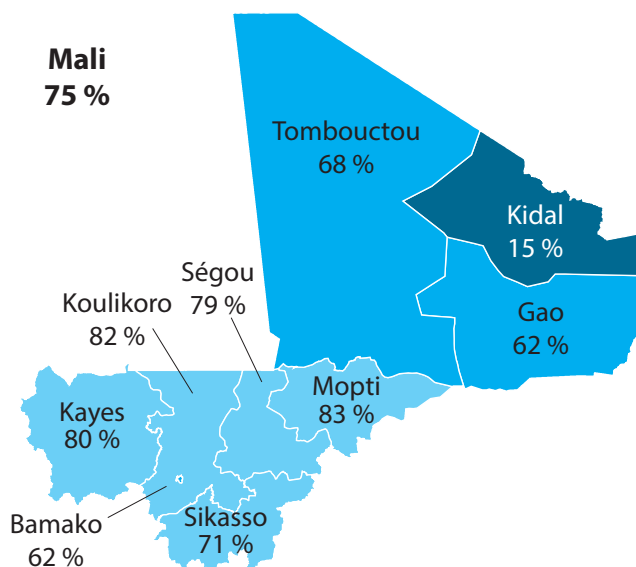 Mali
75 %
Tombouctou
68 %
Kidal
15 %
Ségou
79 %
Koulikoro
82 %
Gao
62 %
Mopti
83 %
Kayes
80 %
Bamako
62 %
Sikasso
71 %